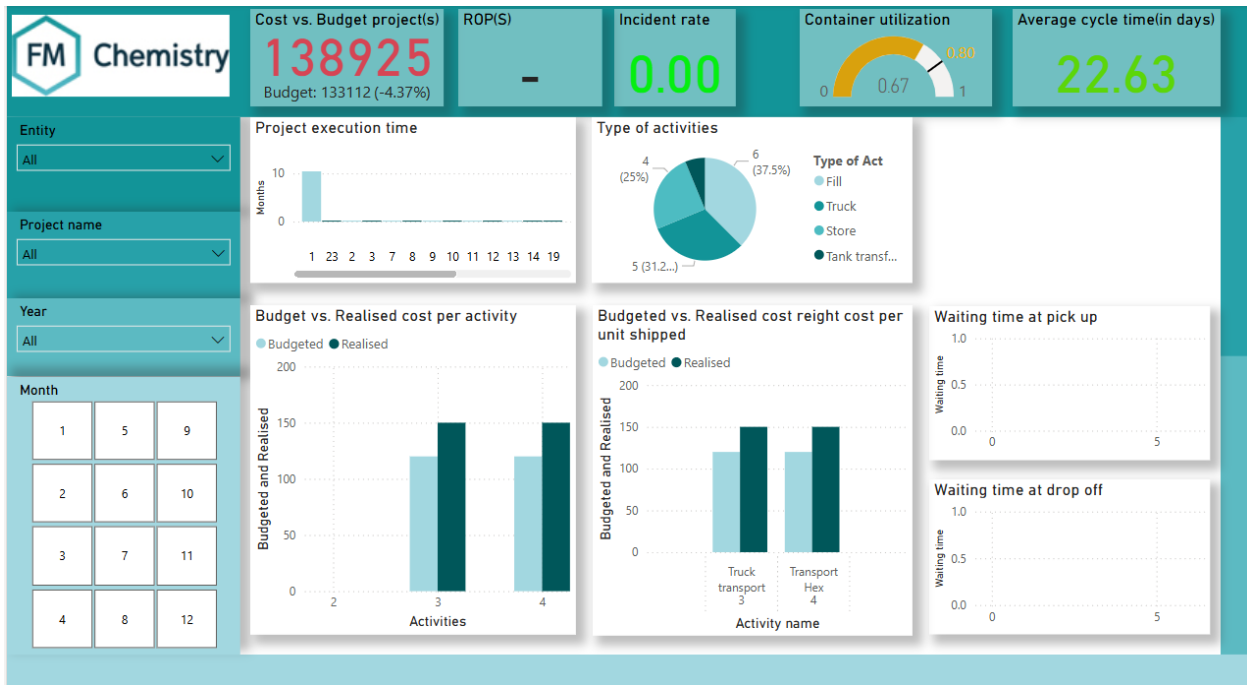 FM Chemistry
Cost vs. Budget project(s)
138925
Budget: 133112 (-4.37%)
ROP(S)
-
Incident rate
0.00
Container utilization
0.80
0.67
0
1
Average cycle time(in days)
22.63
Entity
All
Project name
All
Year
All
Month
1 5 9
2 6 10
3 7 11
4 8 12
Project execution time
Months
10
0
1 23 2 3 7 8 9 10 11 12 13 14 19
Type of activities
4
(25%)
6
(37.5%)
5 (31.2...)
Type of Act
Fill
Truck
Store
Tank transf...
Budget vs. Realised cost per activity
Budgeted Realised
Budgeted and Realised
200
150
100
50
0
2 3 4
Activities
Budgeted vs. Realised cost reight cost per
unit shipped
Budgeted Realised
Budgeted and Realised
200
150
100
50
0
Truck Transport
transport Hex
3 4
Activity name
Waiting time at pick up
Waiting time
1.0
0.5
0.0
0 5
Waiting time at drop off
Waiting time
1.0
0.5
0.0
0 5